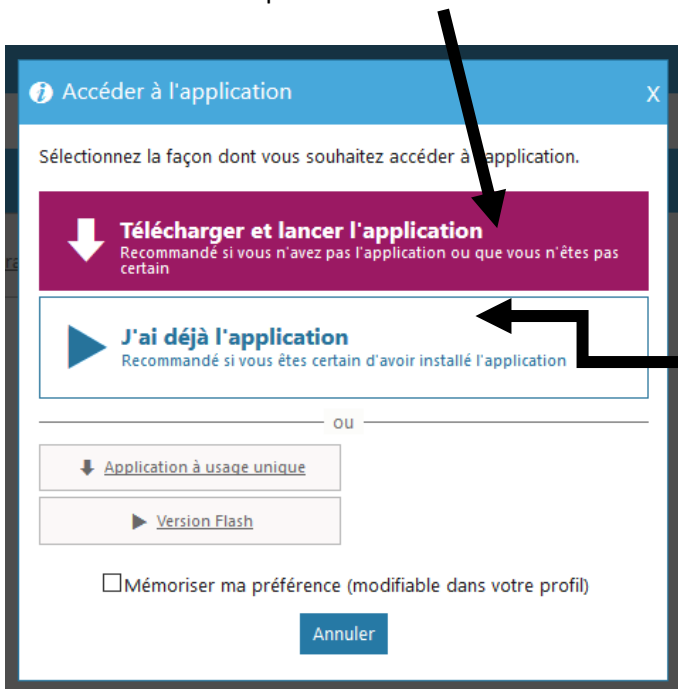 Accéder à l'application
X
Sélectionnez la façon dont vous souhaitez accéder à application.
Télécharger et lancer l'application
Recommandé si vous n'avez pas l'application ou que vous n'êtes pas
certain
J'ai déjà l'application
Recommandé si vous êtes certain d'avoir installé l'application
ou
Application à usage unique
Version Flash
Mémoriser ma préférence (modifiable dans votre profil)
Annuler